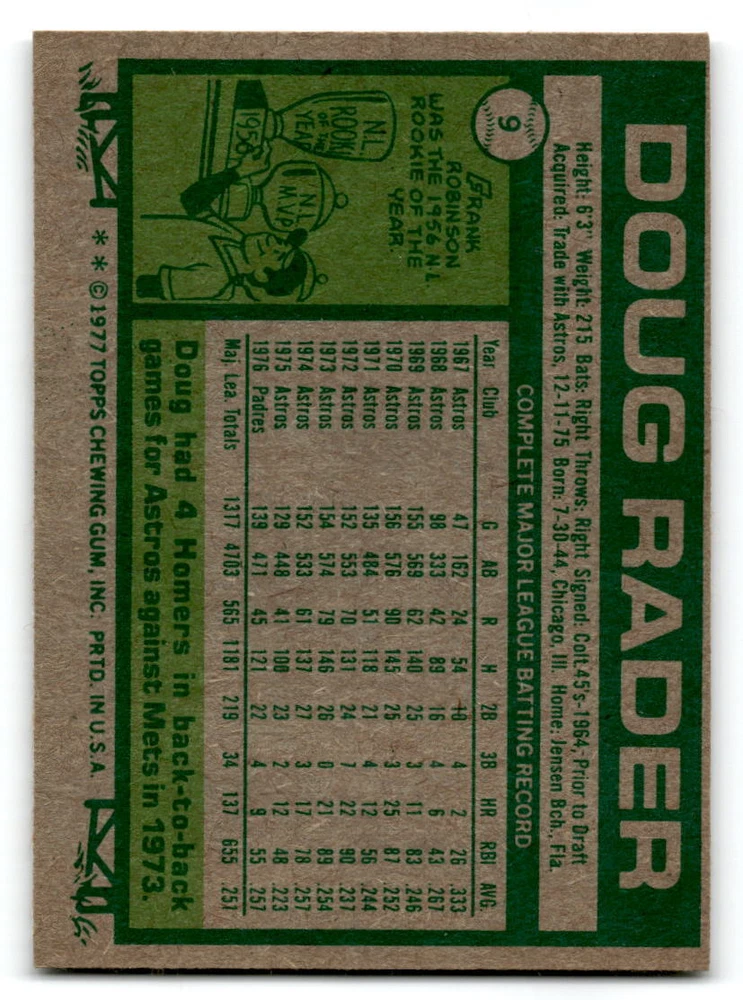 DOUG RADER
9
Height: 6'3" Weight: 215 Bats: Right Throws: Right Signed: Colt.45's-1964-Prior to Draft
Acquired: Trade with Astros, 12-11-75 Born: 7-30-44, Chicago, Ill. Home: Jensen Bch., Fla.
FRANK
ROBINSON
WAS THE 1956 N L
ROOKIE OF THE
YEAR.
N.L.
ROOKIE
OF THE
YEAR
1956
N.L.
MVP
COMPLETE MAJOR LEAGUE BATTING RECORD
Year Club G AB R H 2B 3B HR RBI AVG.
1967 Astros 47 162 24 54 10 4 2 26 .333
1968 Astros 98 333 42 89 16 4 6 43 .267
1969 Astros 155 569 62 140 25 3 11 83 .246
1970 Astros 156 576 90 145 25 3 25 87 .252
1971 Astros 135 484 51 118 21 4 12 56 .244
1972 Astros 152 553 70 131 24 7 22 90 .237
1973 Astros 154 574 79 146 26 0 21 89 .254
1974 Astros 152 533 61 137 27 3 17 78 .257
1975 Astros 129 448 41 100 23 2 12 48 .223
1976 Padres 139 471 45 121 22 4 9 55 .257
Maj. Lea. Totals 1317 4703 565 1181 219 34 137 655 .251
Doug had 4 Homers in back-to-back
games for Astros against Mets in 1973.
* * © 1977 TOPPS CHEWING GUM, INC. PRTD. IN U.S.A.